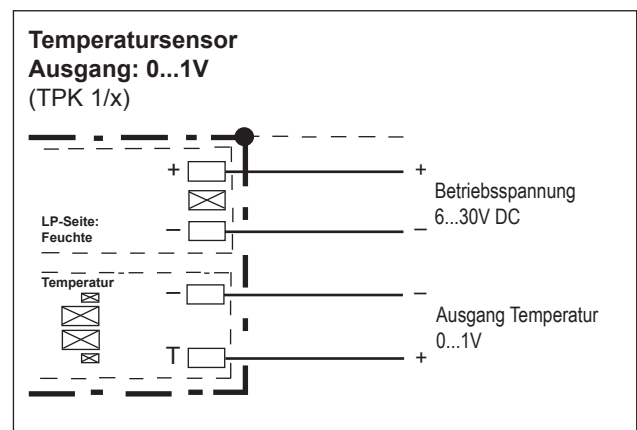 Temperatursensor
Ausgang: 0...1V
(TPK 1/x)
+ +
Betriebsspannung
6...30V DC
LP-Seite:
Feuchte
– –
Temperatur
– –
Ausgang Temperatur
0...1V
T +